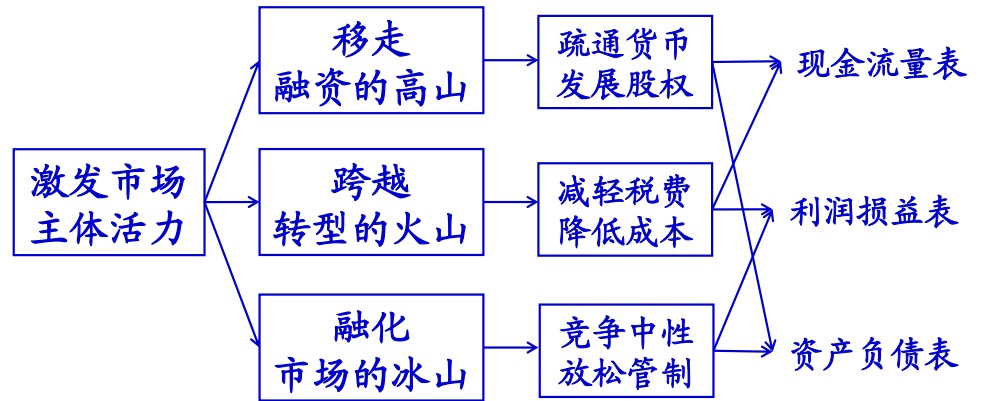 激发市场
主体活力
移走
融资的高山
跨越
转型的火山
融化
市场的冰山
疏通货币
发展股权
减轻税费
降低成本
竞争中性
放松管制
现金流量表
利润损益表
资产负债表